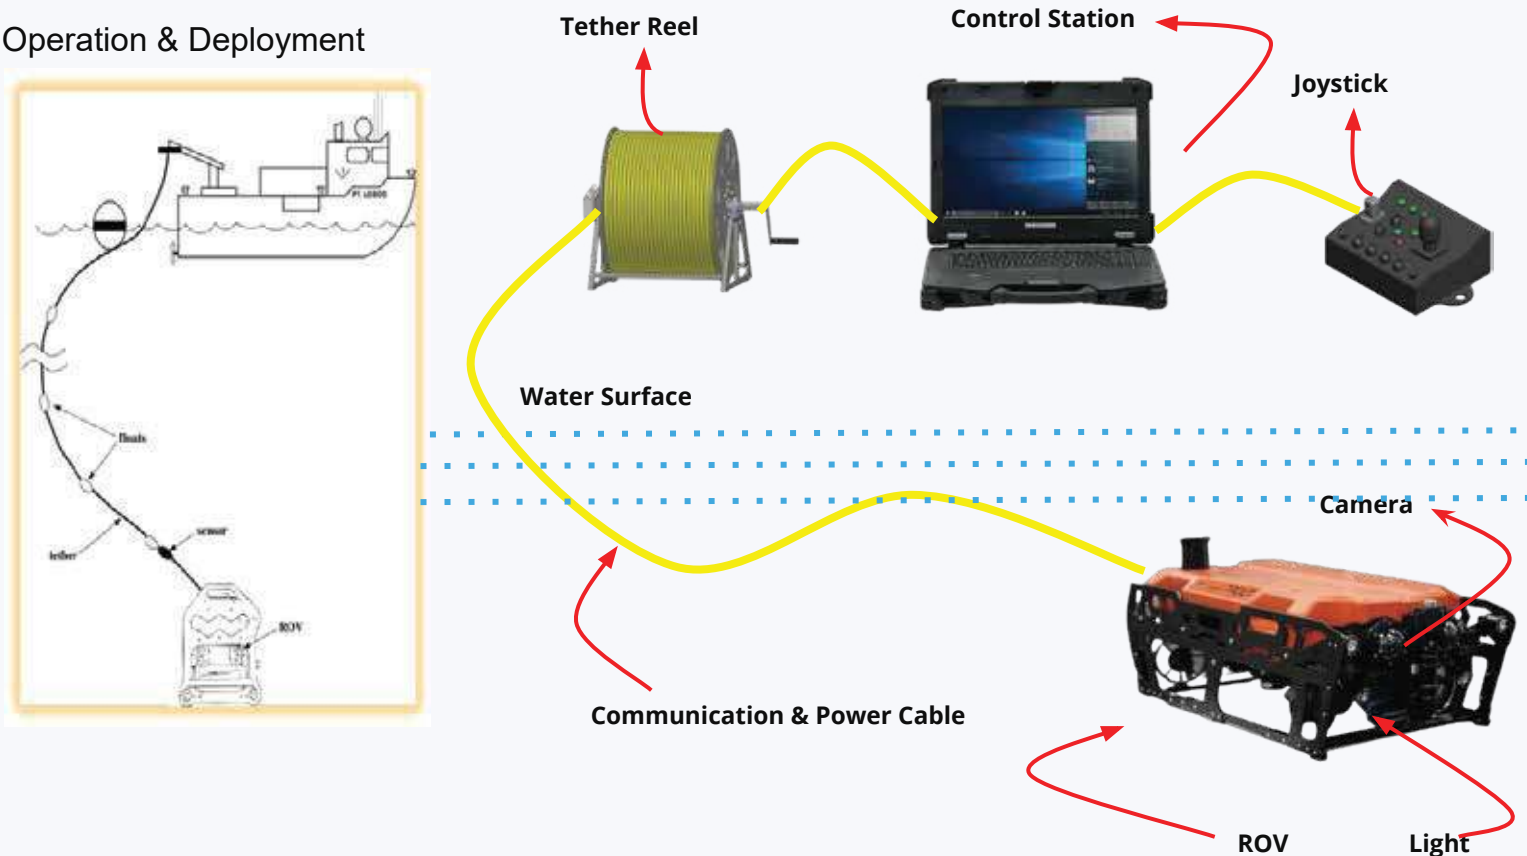 Operation & Deployment
Tether Reel
Control Station
Joystick
Water Surface
floats
tether
sensor
ROV
Camera
Communication & Power Cable
ROV
Light